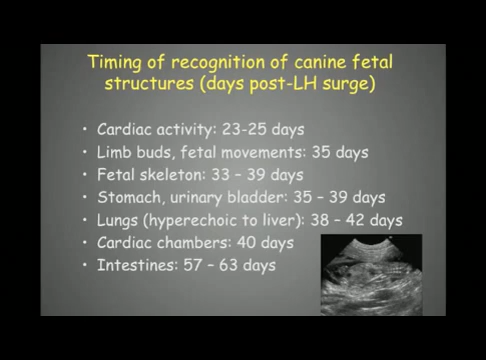 Timing of recognition of canine fetal
structures (days post-LH surge)
• Cardiac activity: 23-25 days
• Limb buds, fetal movements: 35 days
• Fetal skeleton: 33 – 39 days
• Stomach, urinary bladder: 35 – 39 days
• Lungs (hyperechoic to liver): 38 – 42 days
• Cardiac chambers: 40 days
• Intestines: 57 – 63 days